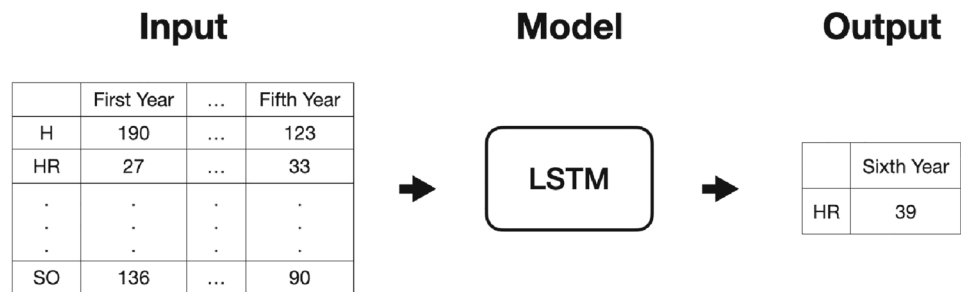 Input
Model
Output
First Year ... Fifth Year
H 190 ... 123
HR 27 ... 33
. . . .
. . . .
. . . .
SO 136 ... 90
LSTM
Sixth Year
HR 39